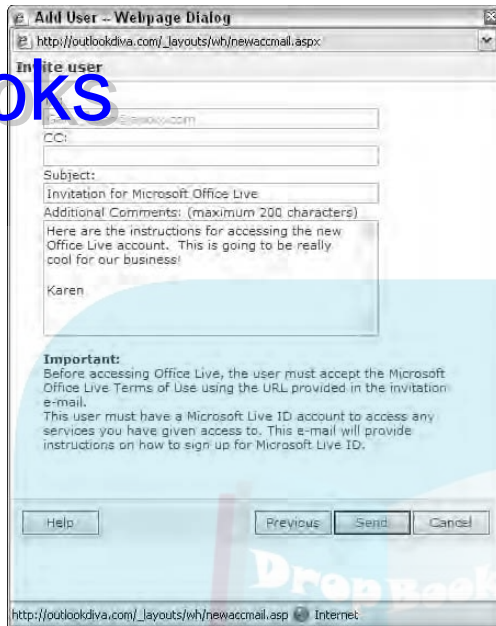 Add User -- Webpage Dialog
http://outlookdiva.com/_layouts/wh/newaccmail.aspx
Invite user
oks
CC:
Subject:
Invitation for Microsoft Office Live
Additional Comments: (maximum 200 characters)
Here are the instructions for accessing the new
Office Live account. This is going to be really
cool for our business!
Karen
Important:
Before accessing Office Live, the user must accept the Microsoft
Office Live Terms of Use using the URL provided in the invitation
e-mail.
This user must have a Microsoft Live ID account to access any
services you have given access to. This e-mail will provide
instructions on how to sign up for Microsoft Live ID.
Help Previous Send Cancel
DropBook
http://outlookdiva.com/_layouts/wh/newaccmail.asp Internet